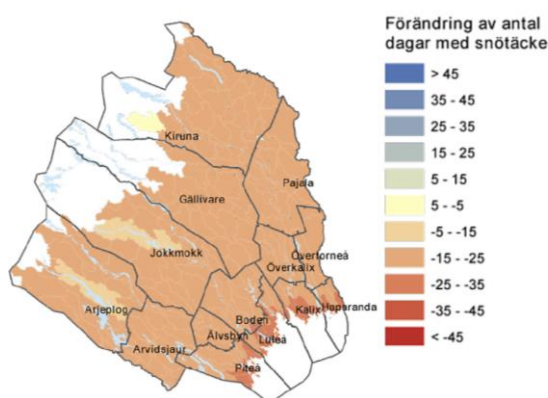 Förändring av antal
dagar med snötäcke
> 45
35 - 45
25 - 35
15 - 25
5 - 15
5 - -5
-5 - -15
-15 - -25
-25 - -35
-35 - -45
< -45
Kiruna
Pajala
Gällivare
Jokkmokk
Övertorneå
Överkalix
Arjeplog
Boden
Kalix
Haparanda
Älvsbyn
Luleå
Arvidsjaur
Piteå